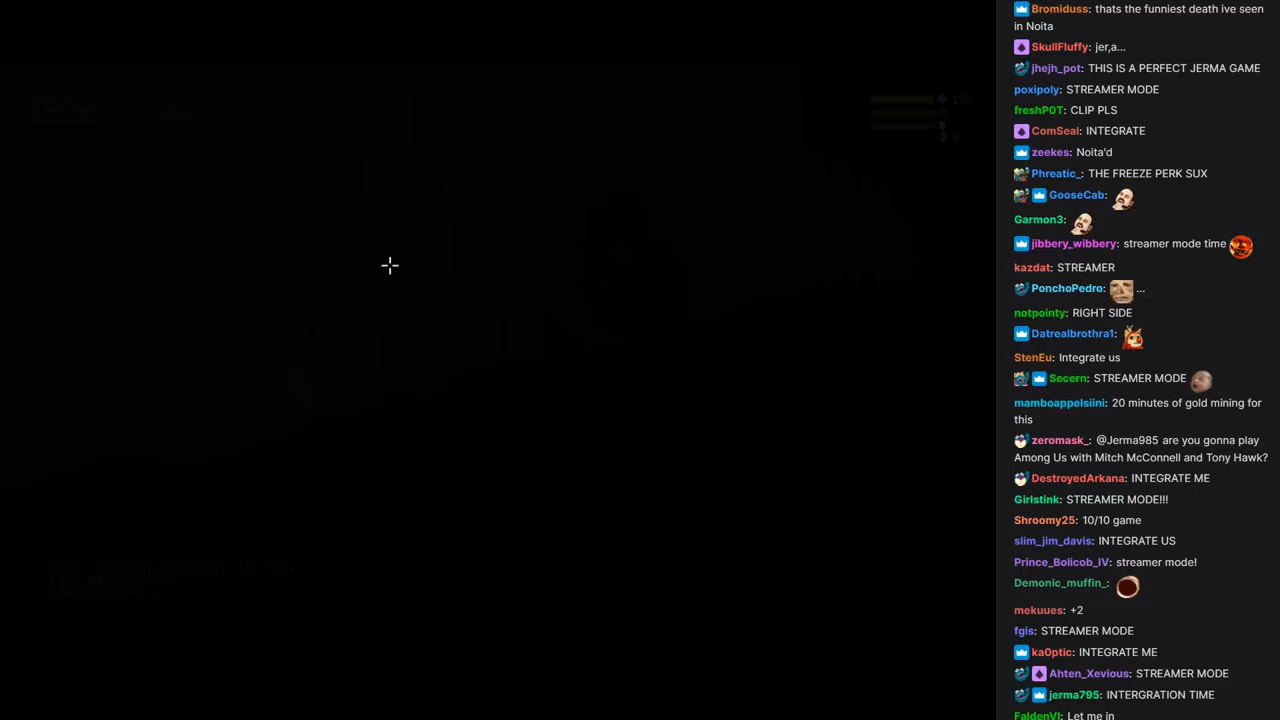 Bromiduss: thats the funniest death ive seen
in Noita
SkullFluffy: jer,a...
jhejh_pot: THIS IS A PERFECT JERMA GAME
poxipoly: STREAMER MODE
freshP0T: CLIP PLS
ComSeal: INTEGRATE
zeekes: Noita'd
Phreatic_: THE FREEZE PERK SUX
GooseCab:
Garmon3:
jibbery_wibbery: streamer mode time
kazdat: STREAMER
PonchoPedro: ...
notpointy: RIGHT SIDE
Datrealbrothra1:
StenEu: Integrate us
Secern: STREAMER MODE
mamboappelsiini: 20 minutes of gold mining for
this
zeromask_: @Jerma985 are you gonna play
Among Us with Mitch McConnell and Tony Hawk?
DestroyedArkana: INTEGRATE ME
Girlstink: STREAMER MODE!!!
Shroomy25: 10/10 game
slim_jim_davis: INTEGRATE US
Prince_Bolicob_IV: streamer mode!
Demonic_muffin_:
mekuues: +2
fgis: STREAMER MODE
ka0ptic: INTEGRATE ME
Ahten_Xevious: STREAMER MODE
jerma795: INTERGRATION TIME
FaldenVI: Let me in